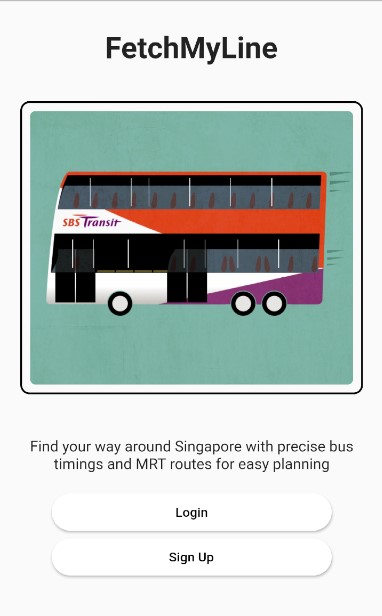 FetchMyLine
SBS Transit
Find your way around Singapore with precise bus
timings and MRT routes for easy planning
Login
Sign Up